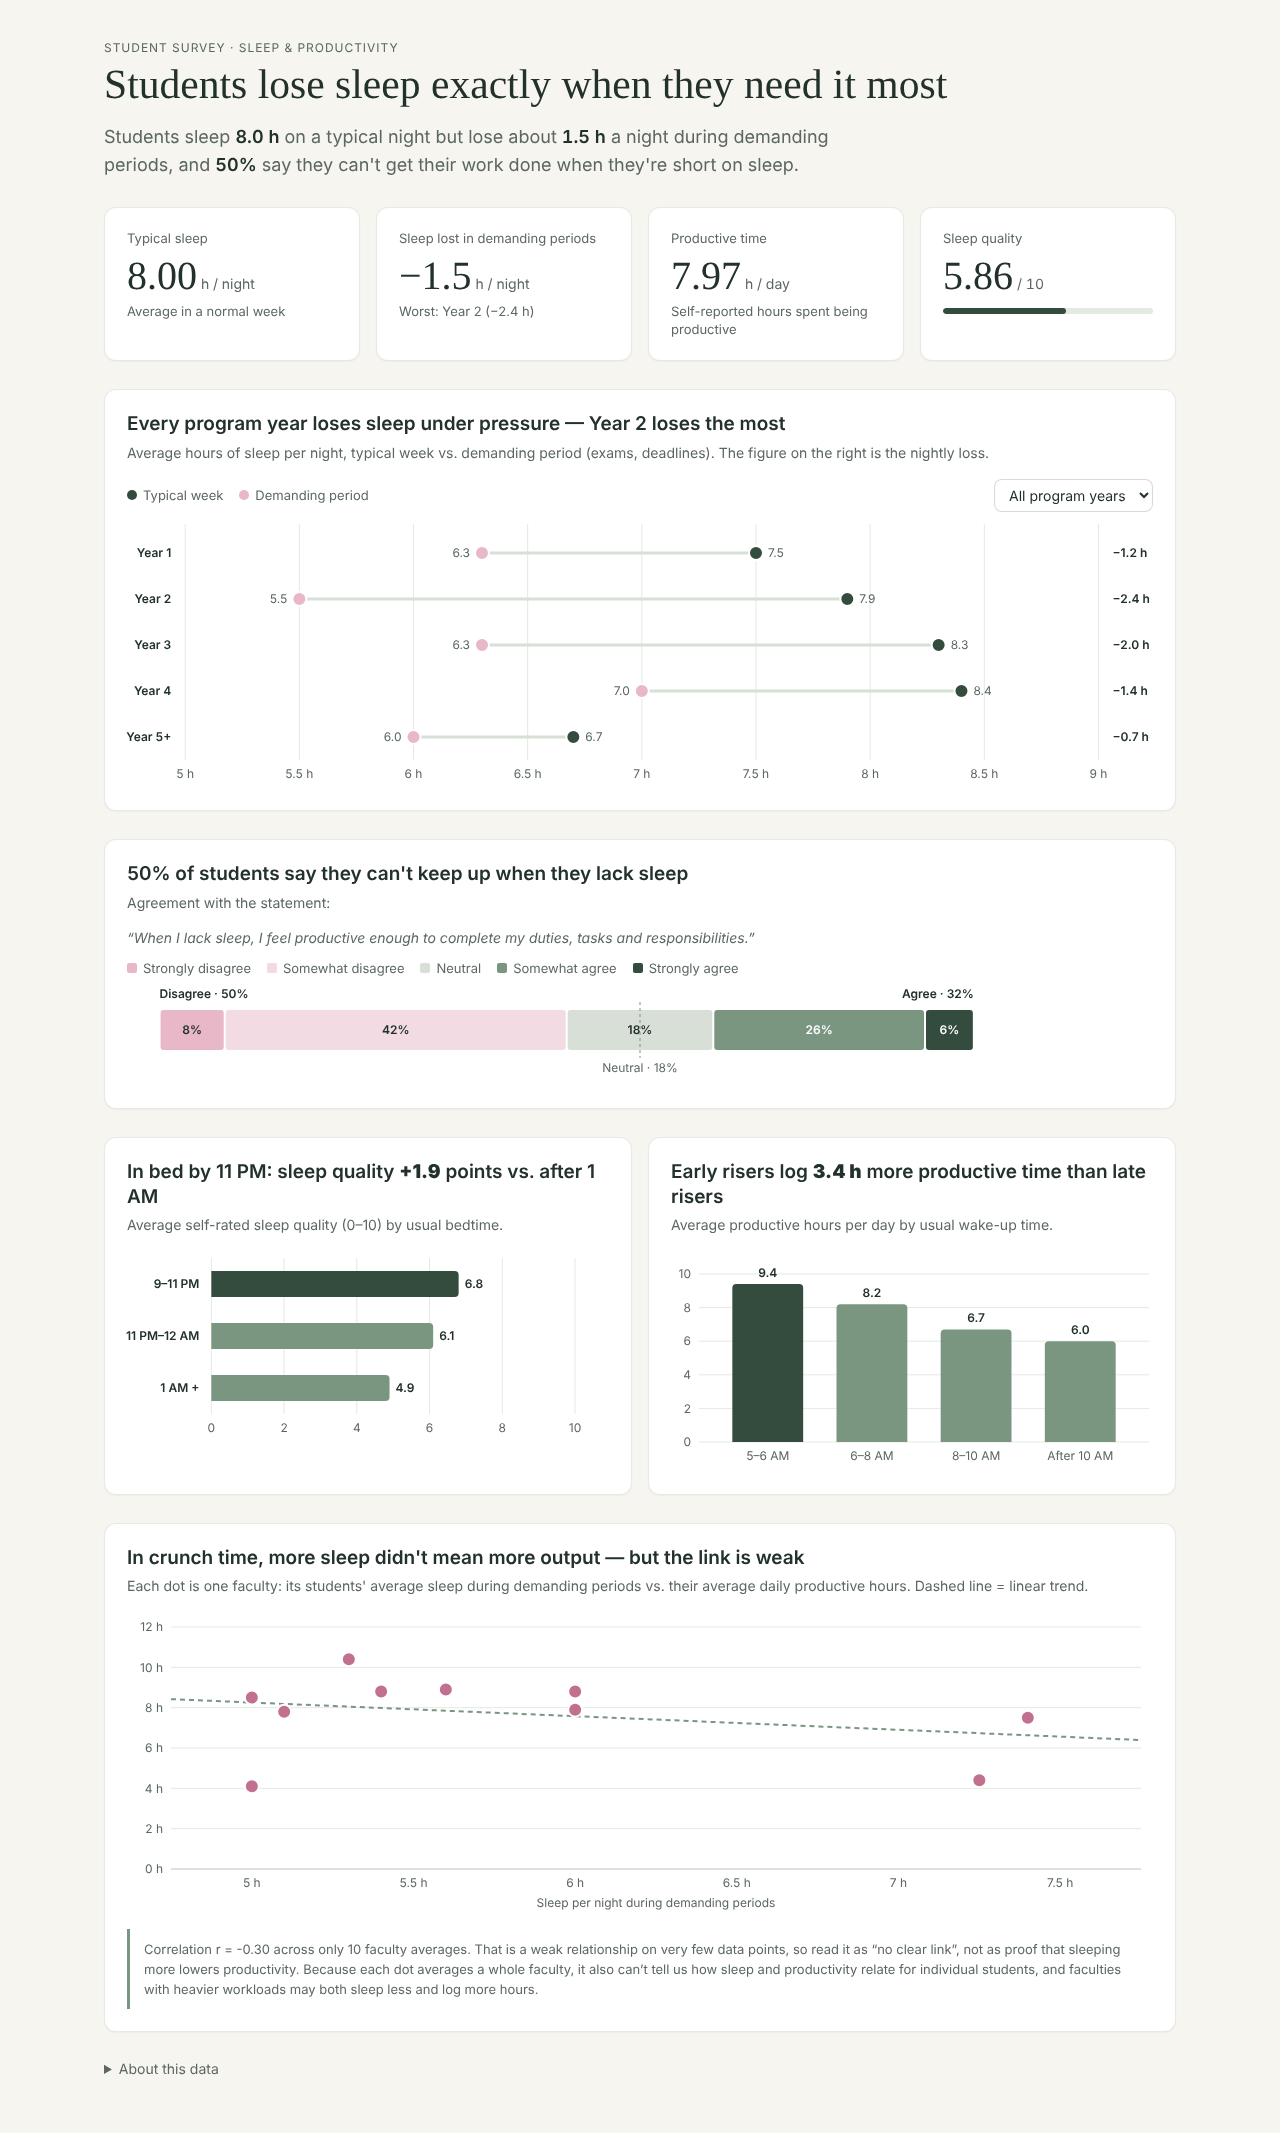 STUDENT SURVEY · SLEEP & PRODUCTIVITY
Students lose sleep exactly when they need it most
Students sleep 8.0 h on a typical night but lose about 1.5 h a night during demanding
periods, and 50% say they can't get their work done when they're short on sleep.
Typical sleep
8.00 h / night
Average in a normal week
Sleep lost in demanding periods
−1.5 h / night
Worst: Year 2 (−2.4 h)
Productive time
7.97 h / day
Self-reported hours spent being
productive
Sleep quality
5.86 / 10
Every program year loses sleep under pressure — Year 2 loses the most
Average hours of sleep per night, typical week vs. demanding period (exams, deadlines). The figure on the right is the nightly loss.
Typical week Demanding period
All program years
Year 1 6.3 7.5 −1.2 h
Year 2 5.5 7.9 −2.4 h
Year 3 6.3 8.3 −2.0 h
Year 4 7.0 8.4 −1.4 h
Year 5+ 6.0 6.7 −0.7 h
5 h 5.5 h 6 h 6.5 h 7 h 7.5 h 8 h 8.5 h 9 h
50% of students say they can't keep up when they lack sleep
Agreement with the statement:
“When I lack sleep, I feel productive enough to complete my duties, tasks and responsibilities.”
Strongly disagree Somewhat disagree Neutral Somewhat agree Strongly agree
Disagree · 50% Agree · 32%
8% 42% 18% 26% 6%
Neutral · 18%
In bed by 11 PM: sleep quality +1.9 points vs. after 1
AM
Average self-rated sleep quality (0–10) by usual bedtime.
9–11 PM 6.8
11 PM–12 AM 6.1
1 AM + 4.9
0 2 4 6 8 10
Early risers log 3.4 h more productive time than late
risers
Average productive hours per day by usual wake-up time.
10
8
6
4
2
0
9.4
8.2
6.7
6.0
5–6 AM 6–8 AM 8–10 AM After 10 AM
In crunch time, more sleep didn't mean more output — but the link is weak
Each dot is one faculty: its students' average sleep during demanding periods vs. their average daily productive hours. Dashed line = linear trend.
12 h
10 h
8 h
6 h
4 h
2 h
0 h
5 h 5.5 h 6 h 6.5 h 7 h 7.5 h
Sleep per night during demanding periods
Correlation r = -0.30 across only 10 faculty averages. That is a weak relationship on very few data points, so read it as “no clear link”, not as proof that sleeping
more lowers productivity. Because each dot averages a whole faculty, it also can’t tell us how sleep and productivity relate for individual students, and faculties
with heavier workloads may both sleep less and log more hours.
About this data